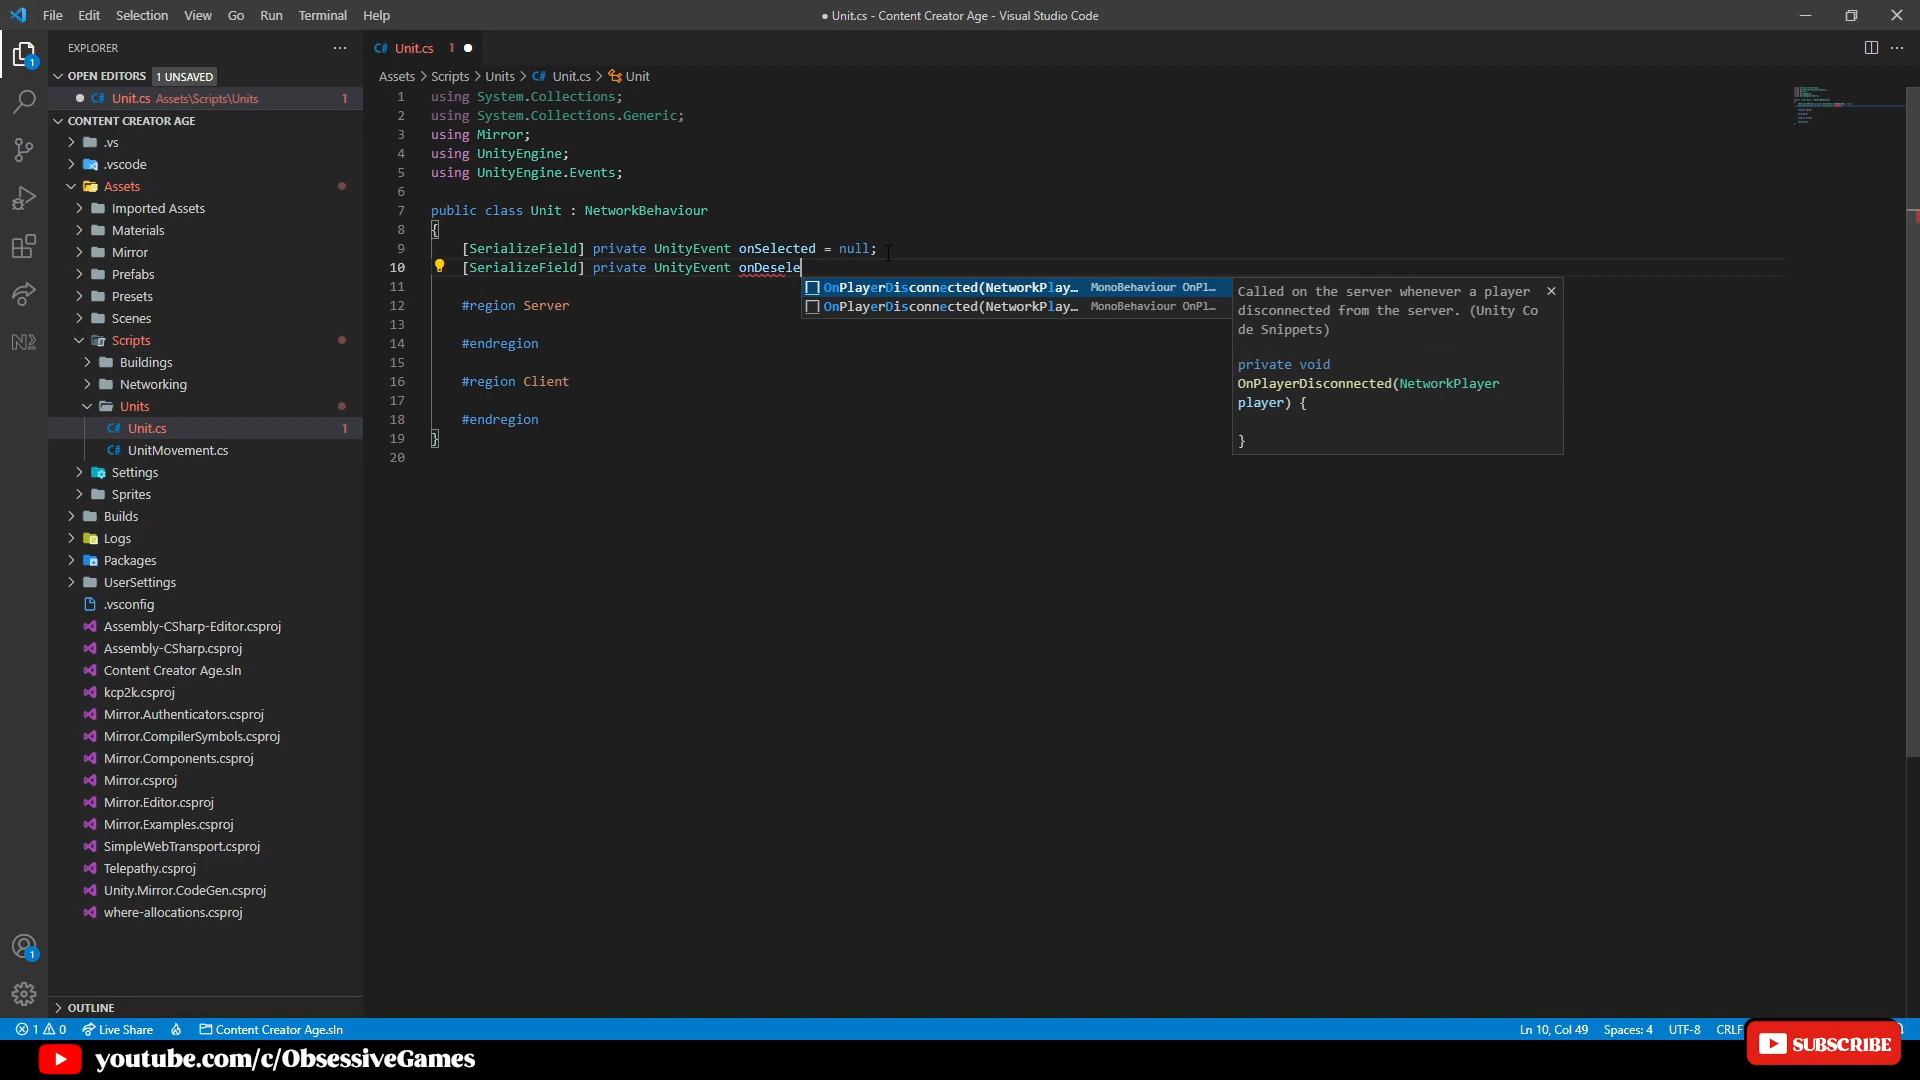 File Edit Selection View Go Run Terminal Help
● Unit.cs - Content Creator Age - Visual Studio Code
EXPLORER
OPEN EDITORS 1 UNSAVED
C# Unit.cs Assets\Scripts\Units 1
CONTENT CREATOR AGE
.vs
.vscode
Assets
Imported Assets
Materials
Mirror
Prefabs
Presets
Scenes
Scripts
Buildings
Networking
Units
C# Unit.cs 1
C# UnitMovement.cs
Settings
Sprites
Builds
Logs
Packages
UserSettings
.vsconfig
Assembly-CSharp-Editor.csproj
Assembly-CSharp.csproj
Content Creator Age.sln
kcp2k.csproj
Mirror.Authenticators.csproj
Mirror.CompilerSymbols.csproj
Mirror.Components.csproj
Mirror.csproj
Mirror.Editor.csproj
Mirror.Examples.csproj
SimpleWebTransport.csproj
Telepathy.csproj
Unity.Mirror.CodeGen.csproj
where-allocations.csproj
OUTLINE
C# Unit.cs 1
Assets > Scripts > Units > C# Unit.cs > Unit
1 using System.Collections;
2 using System.Collections.Generic;
3 using Mirror;
4 using UnityEngine;
5 using UnityEngine.Events;
6
7 public class Unit : NetworkBehaviour
8 {
9 [SerializeField] private UnityEvent onSelected = null;
10 [SerializeField] private UnityEvent onDesele
11
12 #region Server
13
14 #endregion
15
16 #region Client
17
18 #endregion
19 }
20
OnPlayerDisconnected(NetworkPlay… MonoBehaviour OnPl…
OnPlayerDisconnected(NetworkPlay… MonoBehaviour OnPl…
Called on the server whenever a player
disconnected from the server. (Unity Co
de Snippets)
private void
OnPlayerDisconnected(NetworkPlayer
player) {
}
1 0 Live Share Content Creator Age.sln
Ln 10, Col 49 Spaces: 4 UTF-8 CRLF
youtube.com/c/ObsessiveGames
SUBSCRIBE